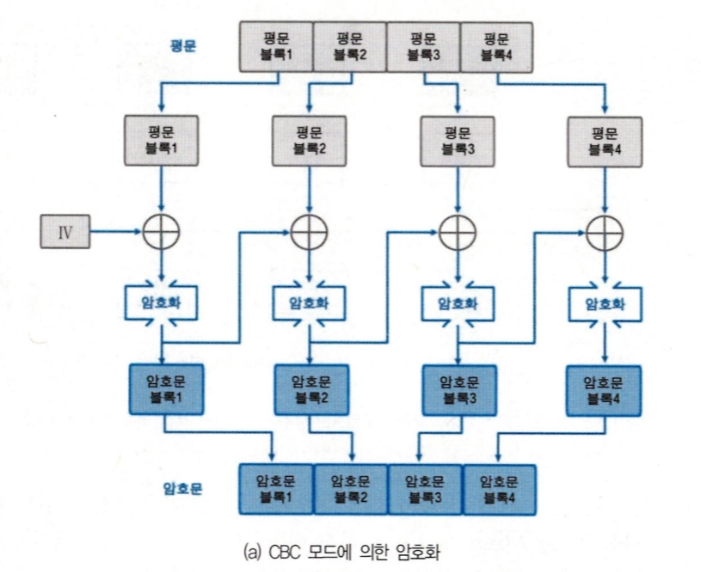 평문
평문 블록1
평문 블록2
평문 블록3
평문 블록4
평문 블록1
평문 블록2
평문 블록3
평문 블록4
IV
암호화
암호화
암호화
암호화
암호문 블록1
암호문 블록2
암호문 블록3
암호문 블록4
암호문
암호문 블록1
암호문 블록2
암호문 블록3
암호문 블록4
(a) CBC 모드에 의한 암호화